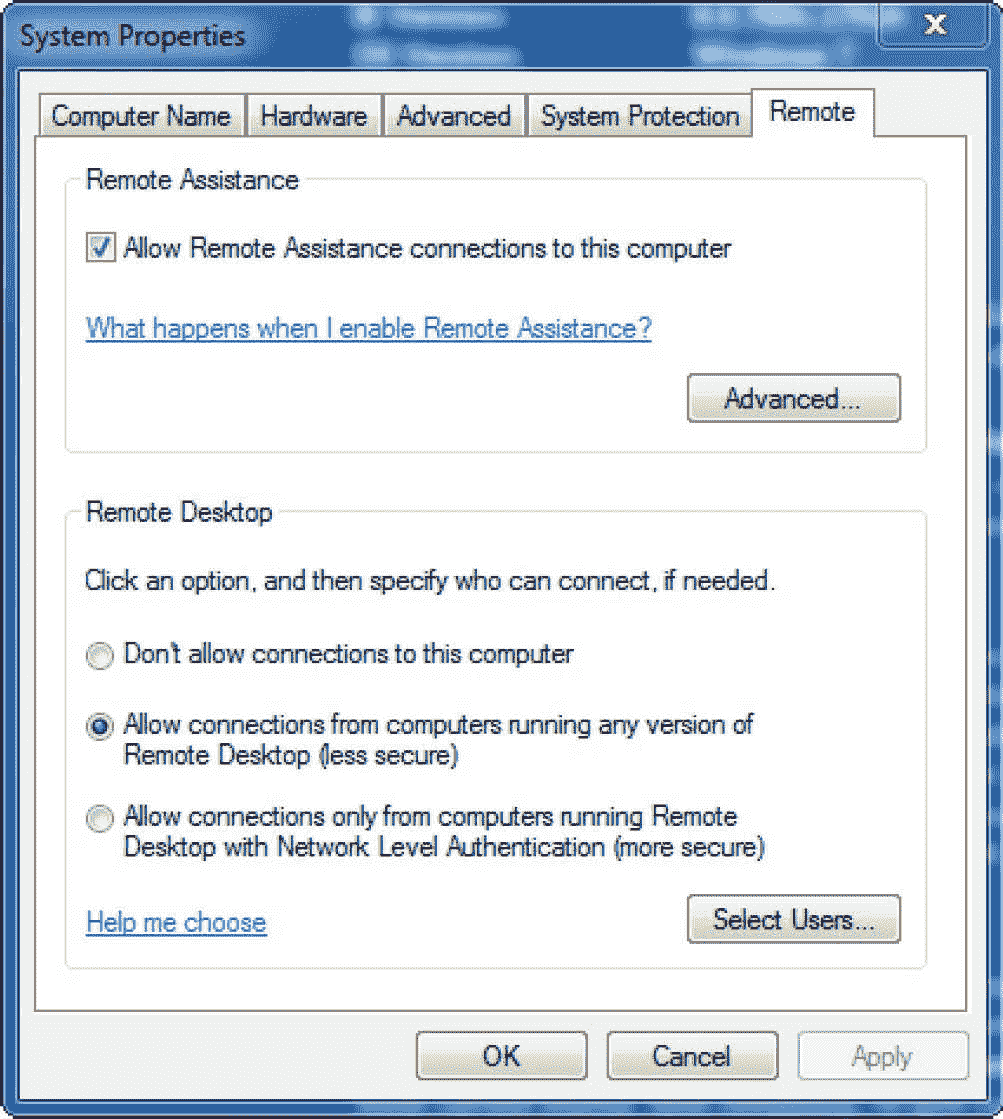 System Properties
Computer Name
Hardware
Advanced
System Protection
Remote
Remote Assistance
Allow Remote Assistance connections to this computer
What happens when I enable Remote Assistance?
Advanced...
Remote Desktop
Click an option, and then specify who can connect, if needed.
Don't allow connections to this computer
Allow connections from computers running any version of
Remote Desktop (less secure)
Allow connections only from computers running Remote
Desktop with Network Level Authentication (more secure)
Help me choose
Select Users...
OK
Cancel
Apply